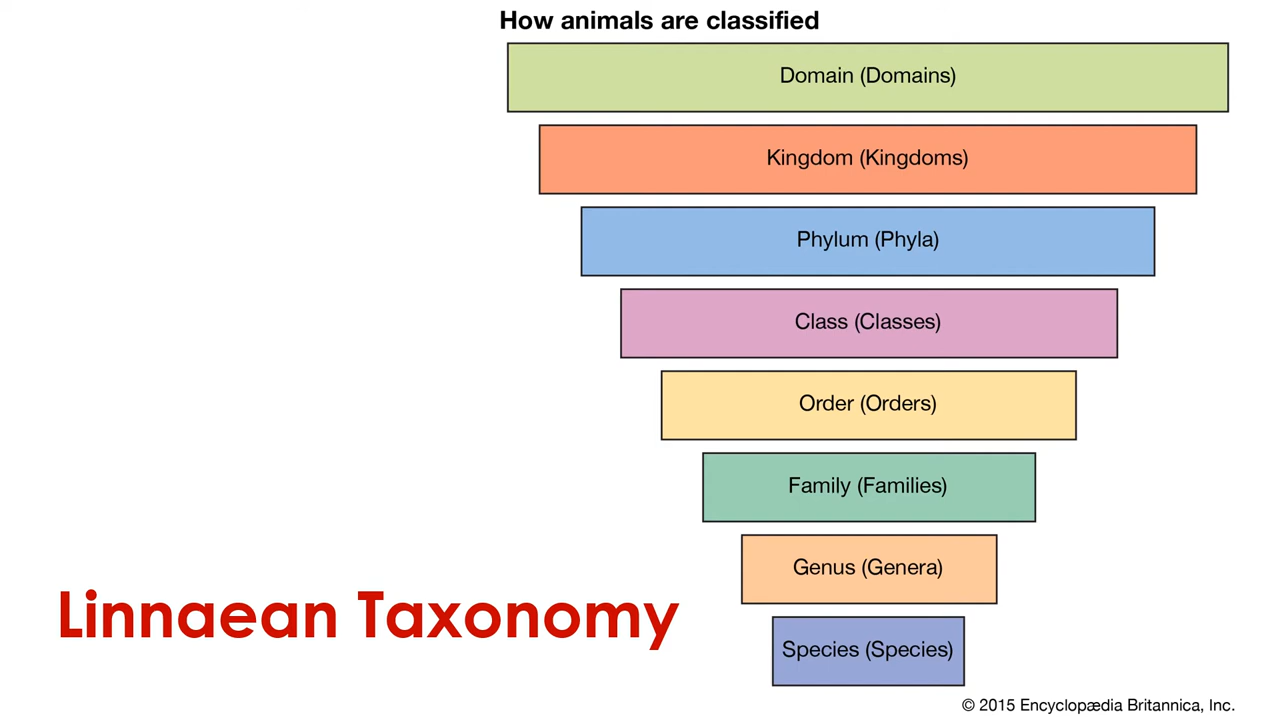 How animals are classified
Domain (Domains)
Kingdom (Kingdoms)
Phylum (Phyla)
Class (Classes)
Order (Orders)
Family (Families)
Genus (Genera)
Linnaean Taxonomy
Species (Species)
© 2015 Encyclopædia Britannica, Inc.